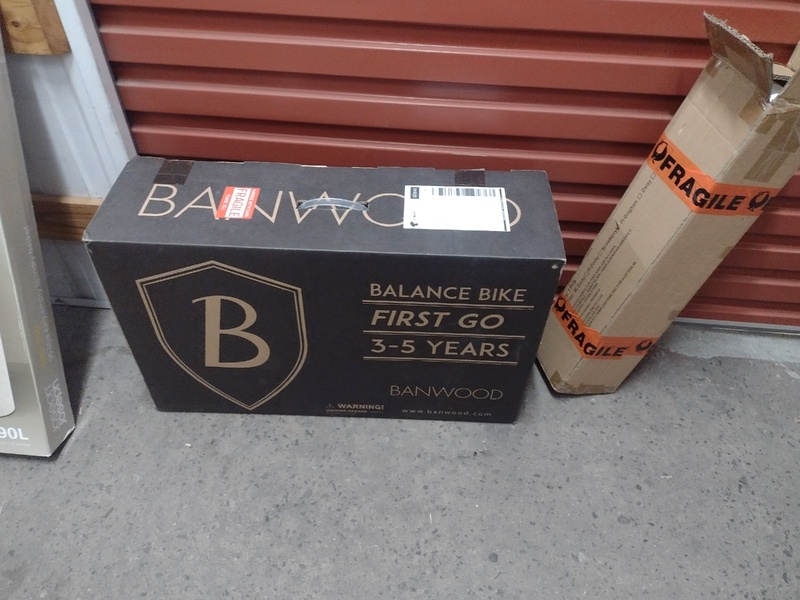 BANWOOD
FRAGILE
B
BALANCE BIKE
FIRST GO
3-5 YEARS
BANWOOD
⚠ WARNING!
www.banwood.com
FRAGILE
FRAGILE
90L